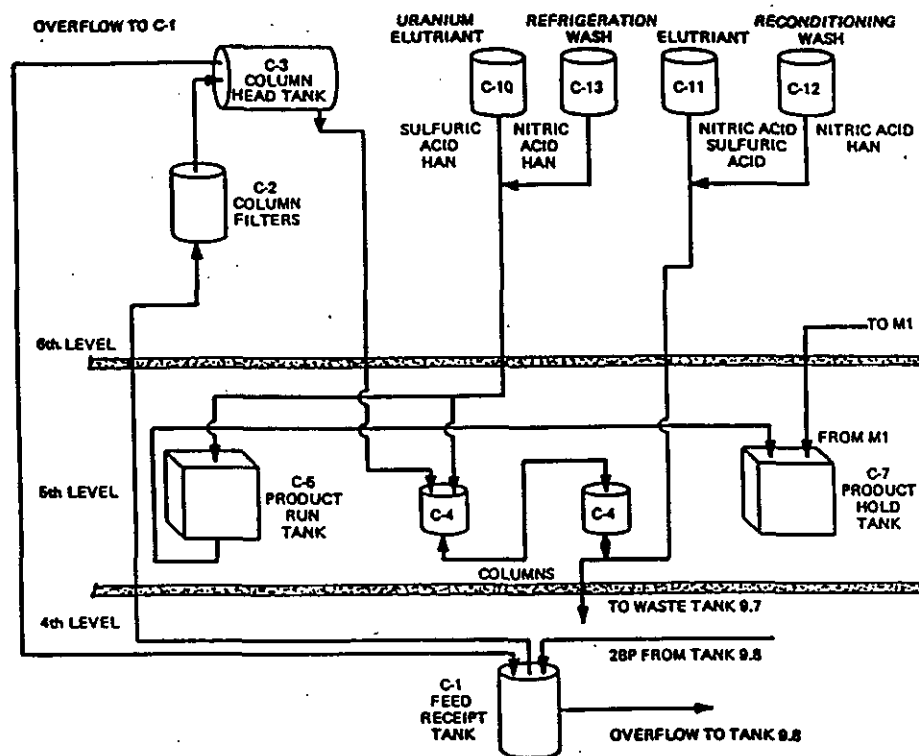 OVERFLOW TO C-1
C-3
COLUMN
HEAD TANK
URANIUM
ELUTRIANT
REFRIGERATION
WASH
ELUTRIANT
RECONDITIONING
WASH
C-10
C-13
C-11
C-12
SULFURIC
ACID
HAN
NITRIC
ACID
HAN
NITRIC ACID
SULFURIC
ACID
NITRIC ACID
HAN
C-2
COLUMN
FILTERS
TO M1
6th LEVEL
FROM M1
5th LEVEL
C-5
PRODUCT
RUN
TANK
C-4
C-4
C-7
PRODUCT
HOLD
TANK
COLUMNS
TO WASTE TANK 9.7
4th LEVEL
2BP FROM TANK 9.8
C-1
FEED
RECEIPT
TANK
OVERFLOW TO TANK 9.8